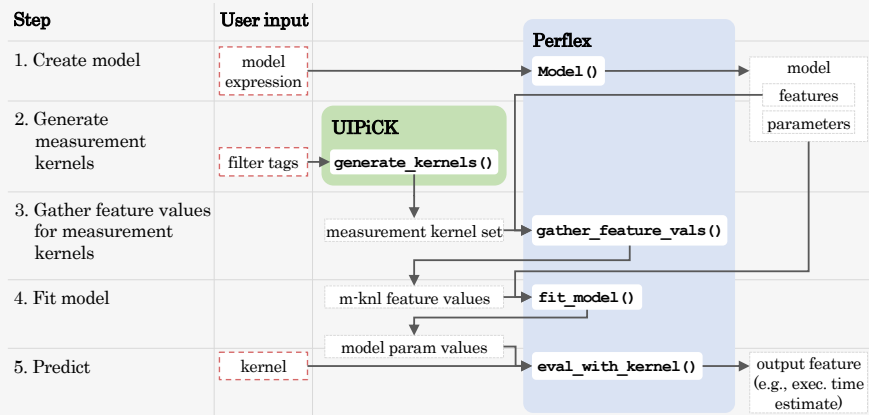 Step
User input
Perflex
1. Create model
model
expression
Model()
model
features
parameters
2. Generate
measurement
kernels
UIPiCK
filter tags
generate_kernels()
3. Gather feature values
for measurement
kernels
measurement kernel set
gather_feature_vals()
4. Fit model
m-knl feature values
fit_model()
model param values
5. Predict
kernel
eval_with_kernel()
output feature
(e.g., exec. time
estimate)